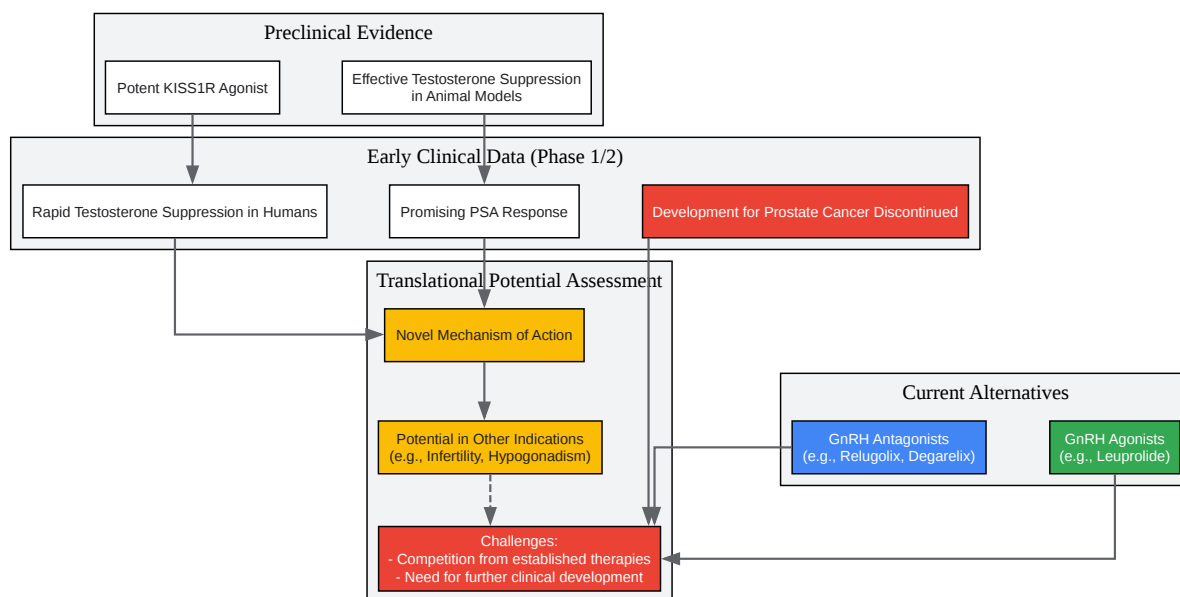 Preclinical Evidence
Potent KISS1R Agonist
Effective Testosterone Suppression
in Animal Models
Early Clinical Data (Phase 1/2)
Rapid Testosterone Suppression in Humans
Promising PSA Response
Development for Prostate Cancer Discontinued
Translational Potential Assessment
Novel Mechanism of Action
Potential in Other Indications
(e.g., Infertility, Hypogonadism)
Current Alternatives
GnRH Antagonists
(e.g., Relugolix, Degarelix)
GnRH Agonists
(e.g., Leuprolide)
Challenges:
- Competition from established therapies
- Need for further clinical development